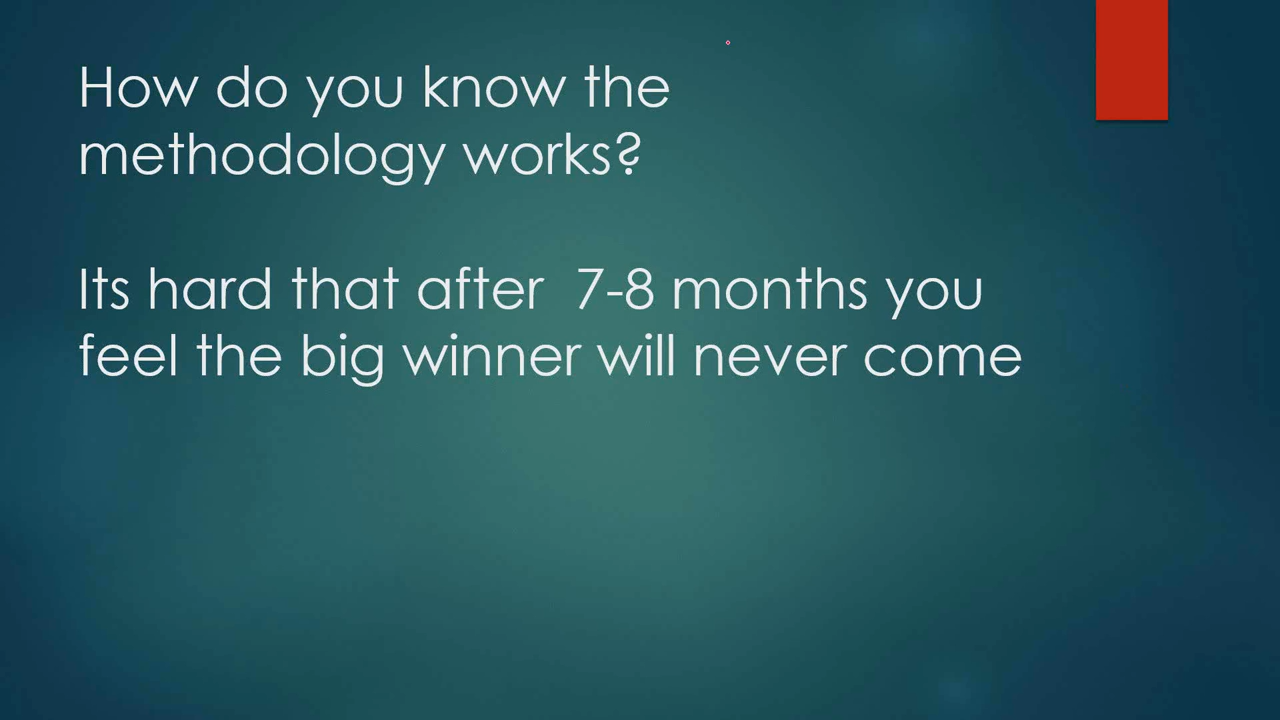 How do you know the
methodology works?
Its hard that after  7-8 months you
feel the big winner will never come